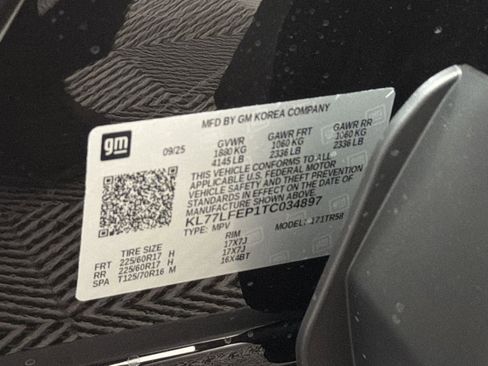 MFD BY GM KOREA COMPANY
gm
09/25
GVWR GAWR FRT GAWR RR
1880 KG 1060 KG 1060 KG
4145 LB 2336 LB 2336 LB
THIS VEHICLE CONFORMS TO ALL
APPLICABLE U.S. FEDERAL MOTOR
VEHICLE SAFETY AND THEFT PREVENTION
STANDARDS IN EFFECT ON THE DATE OF
MANUFACTURE SHOWN ABOVE.
KL77LFEP1TC034897
TYPE: MPV MODEL: 1TR58
TIRE SIZE RIM
FRT 225/60R17 H 17X7J
RR 225/60R17 H 17X7J
SPA T125/70R16 M 16X4BT